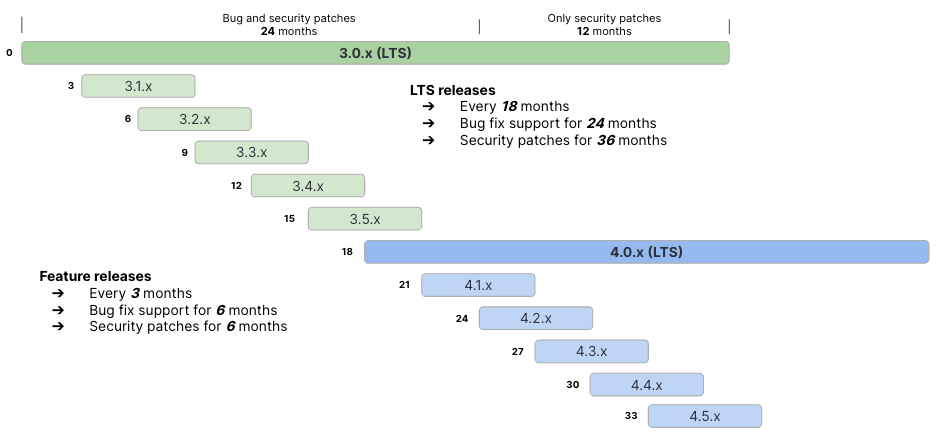 Bug and security patches
24 months
Only security patches
12 months
0
3.0.x (LTS)
3
3.1.x
LTS releases
➔ Every 18 months
➔ Bug fix support for 24 months
➔ Security patches for 36 months
6
3.2.x
9
3.3.x
12
3.4.x
15
3.5.x
18
4.0.x (LTS)
Feature releases
➔ Every 3 months
➔ Bug fix support for 6 months
➔ Security patches for 6 months
21
4.1.x
24
4.2.x
27
4.3.x
30
4.4.x
33
4.5.x